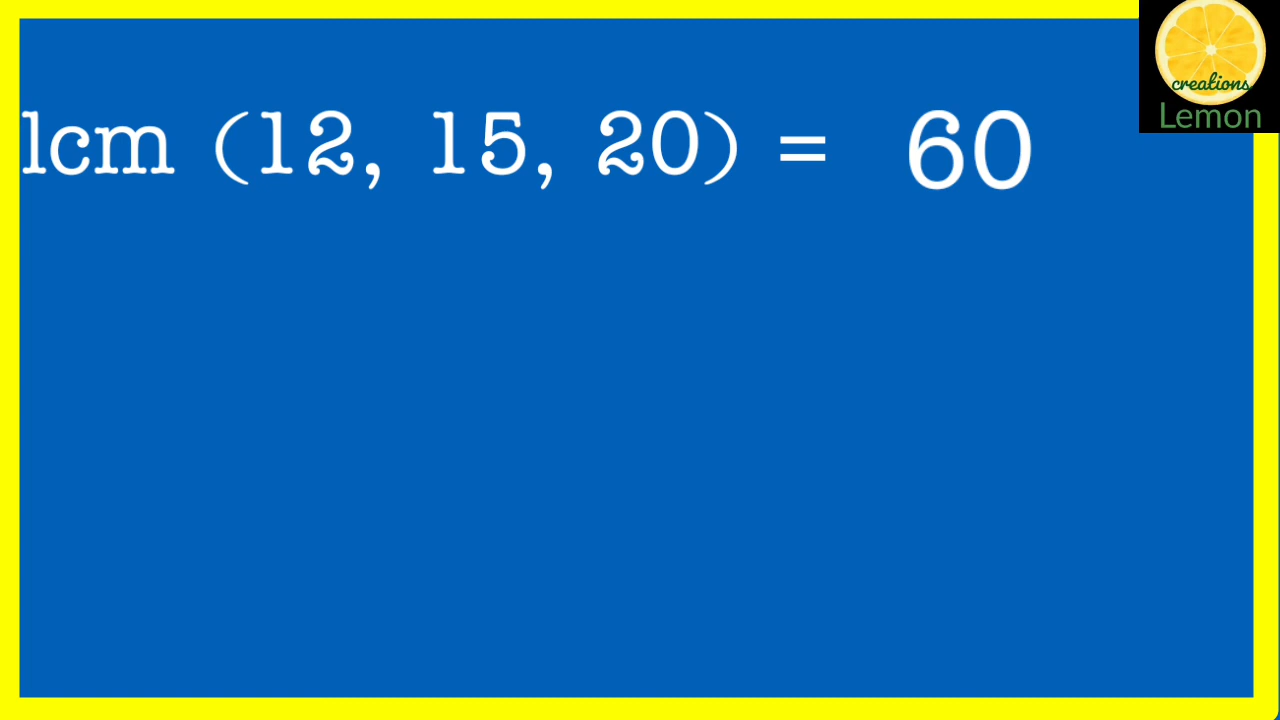 lcm (12, 15, 20) = 60
creations
Lemon